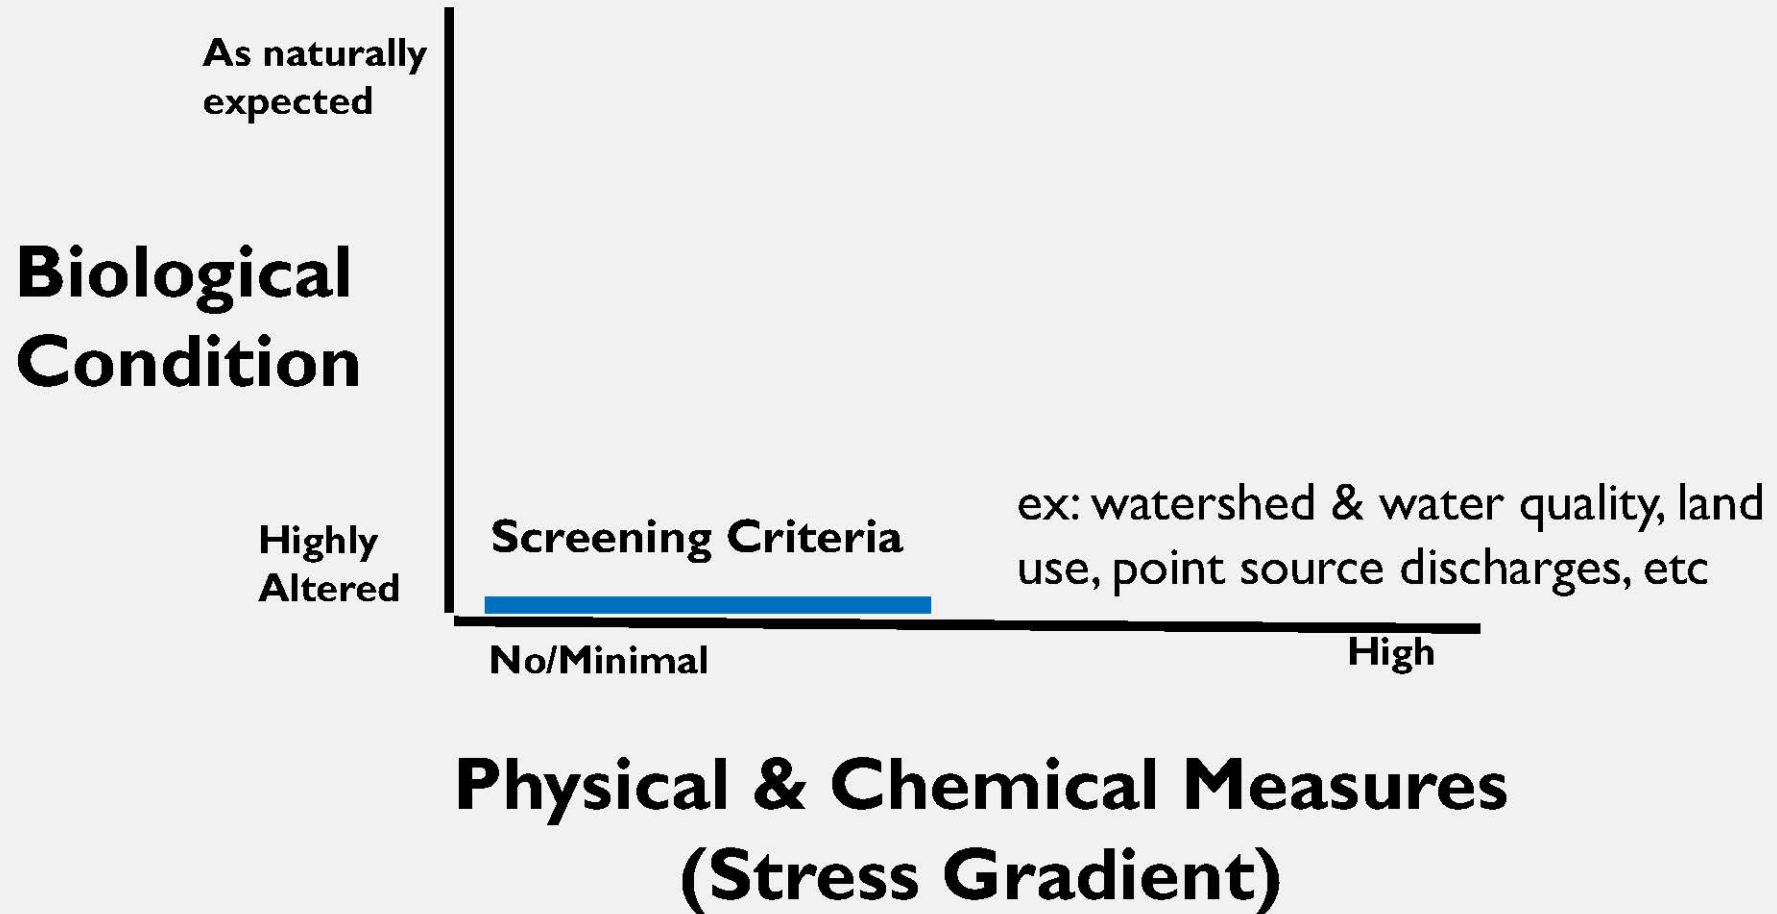 As naturally
expected
Biological
Condition
Highly
Altered
Screening Criteria
ex: watershed & water quality, land
use, point source discharges, etc
No/Minimal
High
Physical & Chemical Measures
(Stress Gradient)